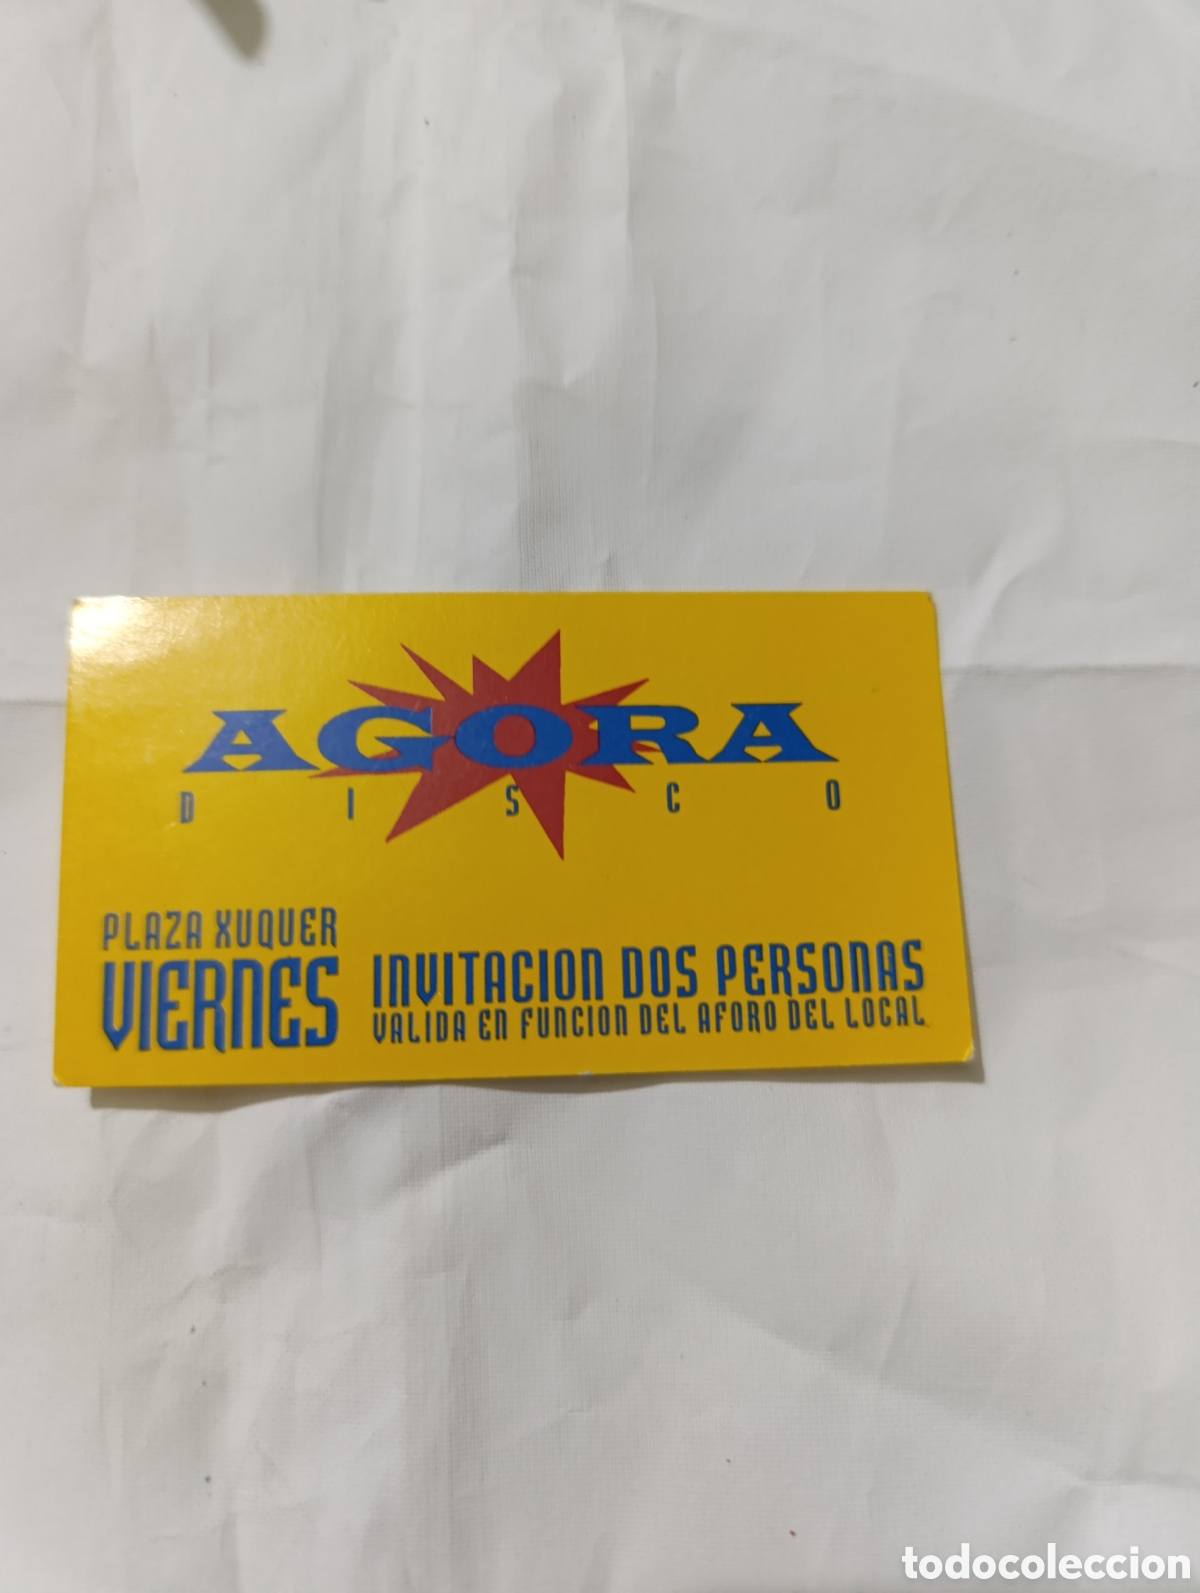 AGORA
DISCO
PLAZA XUQUER
VIERNES
INVITACION DOS PERSONAS
VALIDA EN FUNCION DEL AFORO DEL LOCAL
todocoleccion